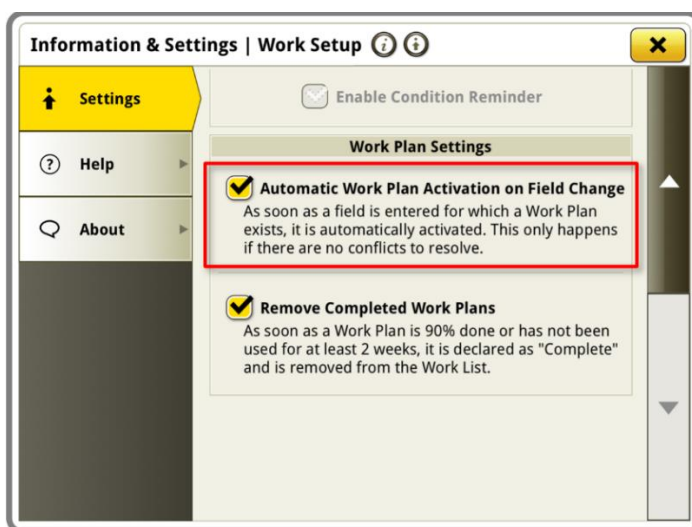 Information & Settings | Work Setup
Settings
Help
About
Enable Condition Reminder
Work Plan Settings
Automatic Work Plan Activation on Field Change
As soon as a field is entered for which a Work Plan
exists, it is automatically activated. This only happens
if there are no conflicts to resolve.
Remove Completed Work Plans
As soon as a Work Plan is 90% done or has not been
used for at least 2 weeks, it is declared as "Complete"
and is removed from the Work List.